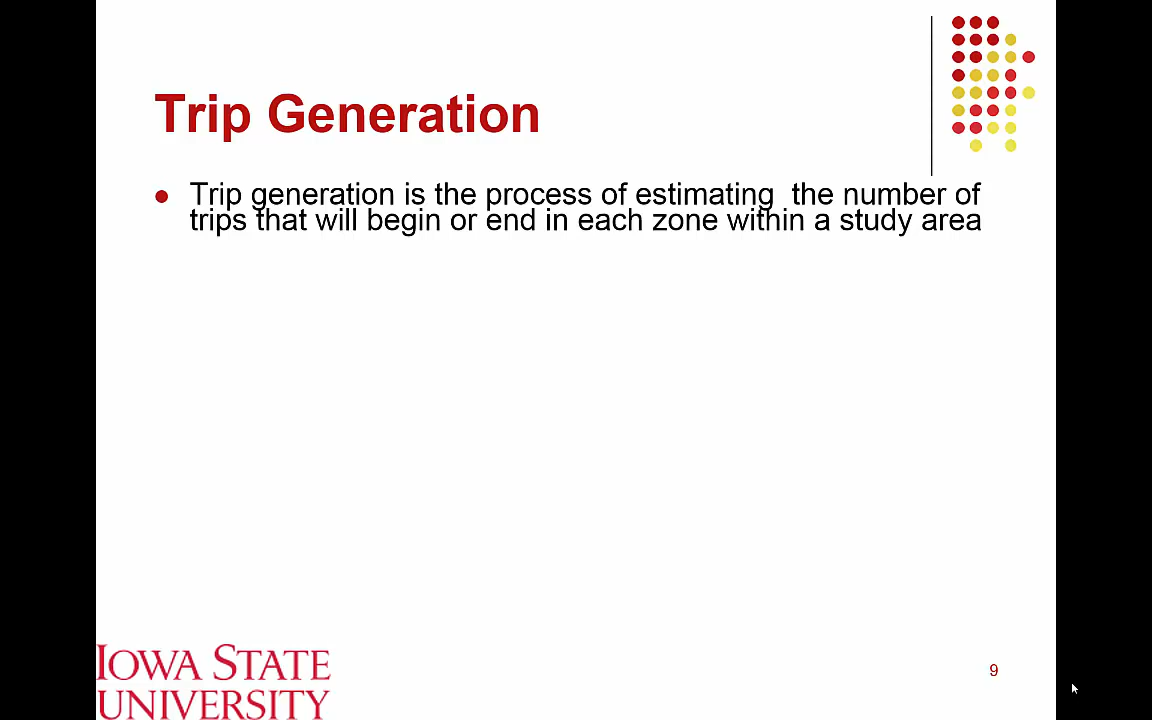 Trip Generation
Trip generation is the process of estimating  the number of
trips that will begin or end in each zone within a study area
IOWA STATE
UNIVERSITY
9